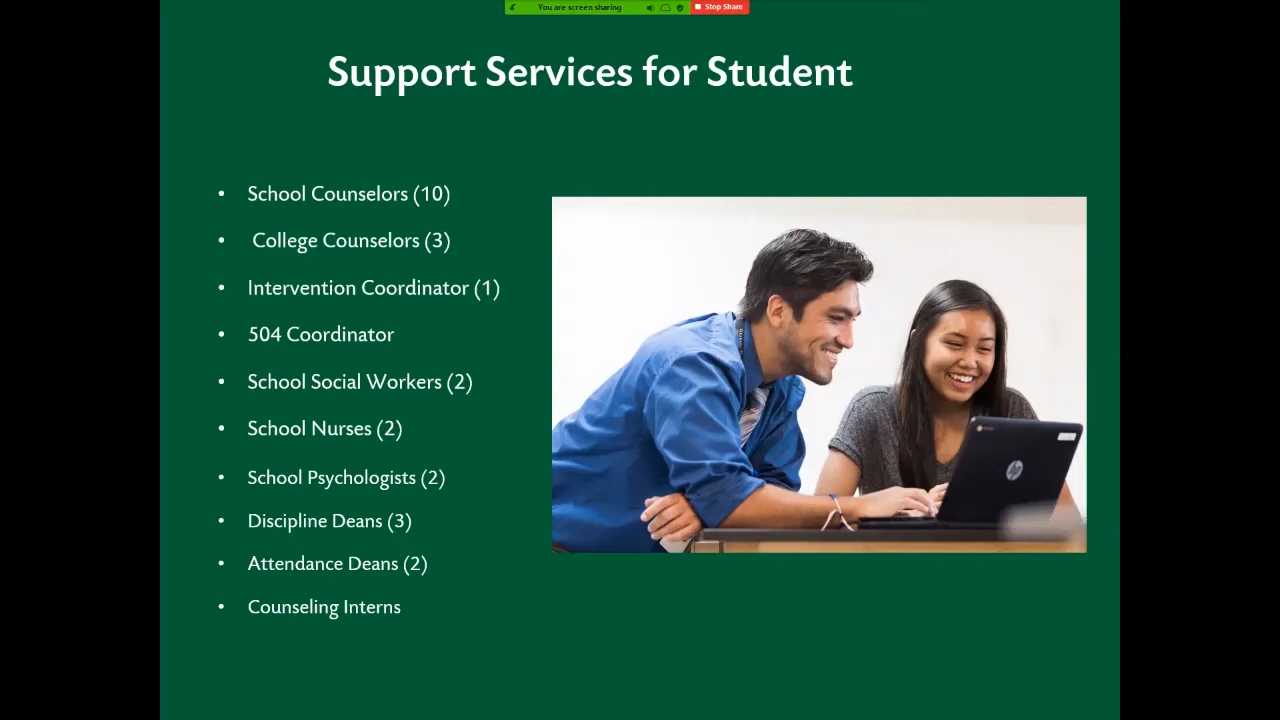 You are screen sharing
Stop Share
Support Services for Student
• School Counselors (10)
• College Counselors (3)
• Intervention Coordinator (1)
• 504 Coordinator
• School Social Workers (2)
• School Nurses (2)
• School Psychologists (2)
• Discipline Deans (3)
• Attendance Deans (2)
• Counseling Interns
hp